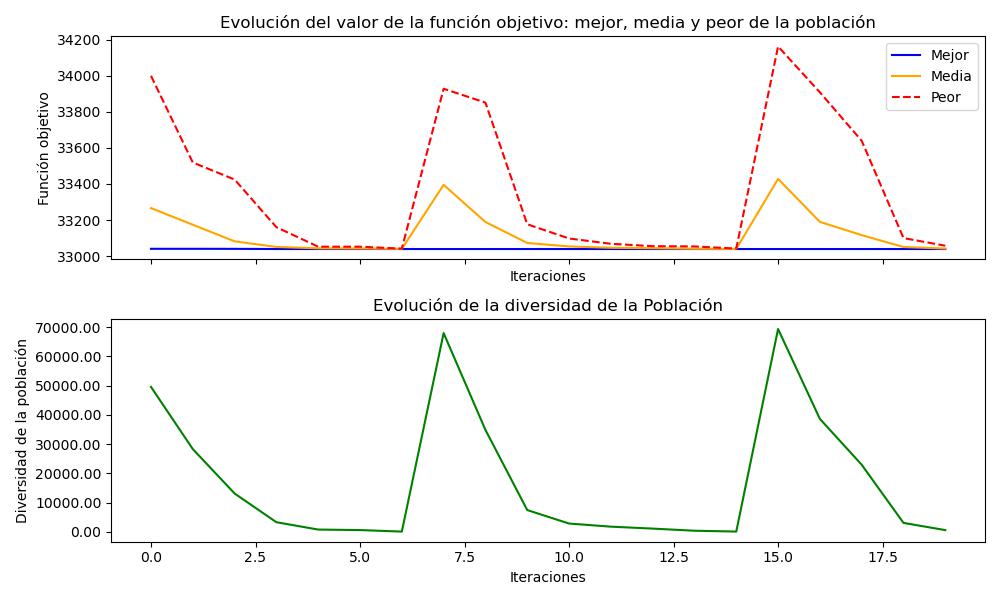 Evolución del valor de la función objetivo: mejor, media y peor de la población
34200
34000
33800
33600
33400
33200
33000
Función objetivo
Mejor
Media
Peor
Iteraciones
Evolución de la diversidad de la Población
70000.00
60000.00
50000.00
40000.00
30000.00
20000.00
10000.00
0.00
Diversidad de la población
0.0 2.5 5.0 7.5 10.0 12.5 15.0 17.5
Iteraciones